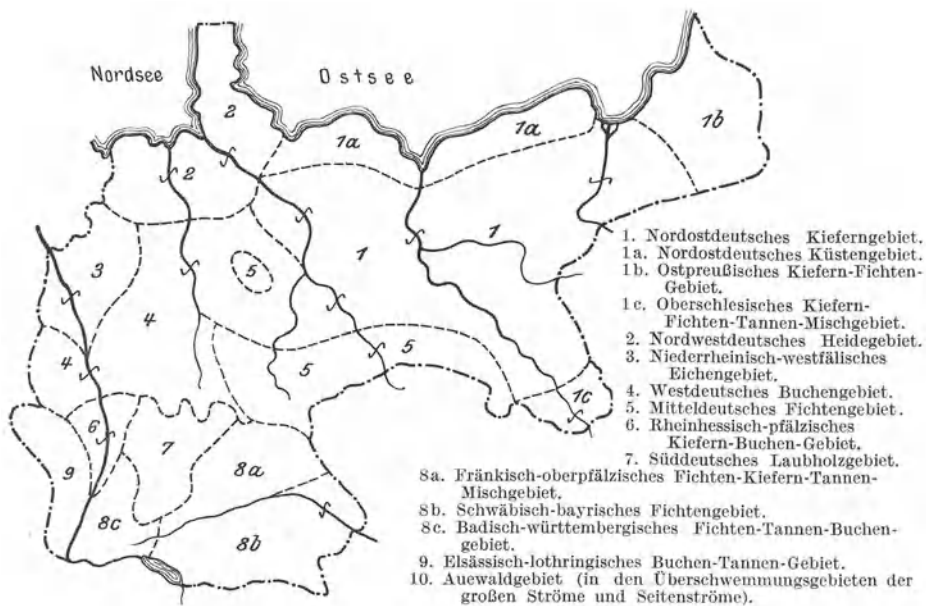 Nordsee
Ostsee
2
1a
1a
1b
2
1
1
3
5
4
4
5
5
1c
6
7
9
8a
8c
8b
1. Nordostdeutsches Kieferngebiet.
1a. Nordostdeutsches Küstengebiet.
1b. Ostpreußisches Kiefern-Fichten-
Gebiet.
1c. Oberschlesisches Kiefern-
Fichten-Tannen-Mischgebiet.
2. Nordwestdeutsches Heidegebiet.
3. Niederrheinisch-westfälisches
Eichengebiet.
4. Westdeutsches Buchengebiet.
5. Mitteldeutsches Fichtengebiet.
6. Rheinhessisch-pfälzisches
Kiefern-Buchen-Gebiet.
7. Süddeutsches Laubholzgebiet.
8a. Fränkisch-oberpfälzisches Fichten-Kiefern-Tannen-
Mischgebiet.
8b. Schwäbisch-bayrisches Fichtengebiet.
8c. Badisch-württembergisches Fichten-Tannen-Buchen-
gebiet.
9. Elsässisch-lothringisches Buchen-Tannen-Gebiet.
10. Auewaldgebiet (in den Überschwemmungsgebieten der
großen Ströme und Seitenströme).